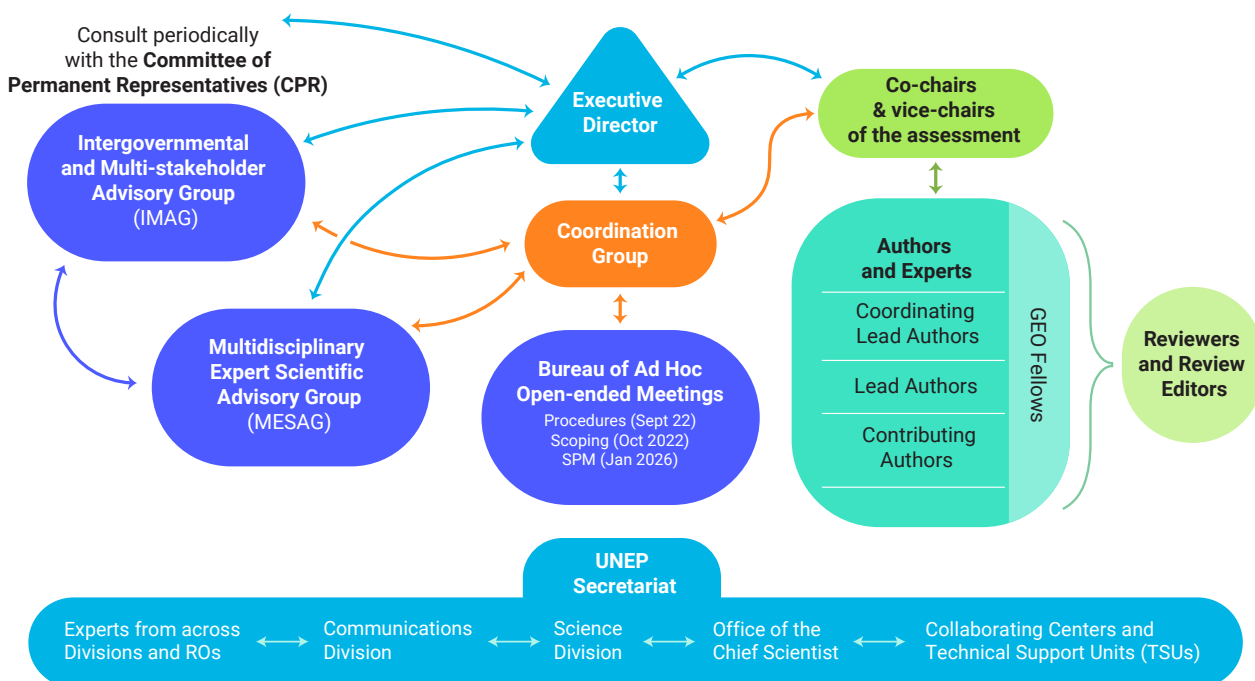 Consult periodically
with the Committee of
Permanent Representatives (CPR)
Executive
Director
Co-chairs
& vice-chairs
of the assessment
Intergovernmental
and Multi-stakeholder
Advisory Group
(IMAG)
Coordination
Group
Multidisciplinary
Expert Scientific
Advisory Group
(MESAG)
Bureau of Ad Hoc
Open-ended Meetings
Procedures (Sept 22)
Scoping (Oct 2022)
SPM (Jan 2026)
Authors
and Experts
Coordinating
Lead Authors
Lead Authors
Contributing
Authors
GEO Fellows
Reviewers
and Review
Editors
UNEP
Secretariat
Experts from across
Divisions and ROs
Communications
Division
Science
Division
Office of the
Chief Scientist
Collaborating Centers and
Technical Support Units (TSUs)